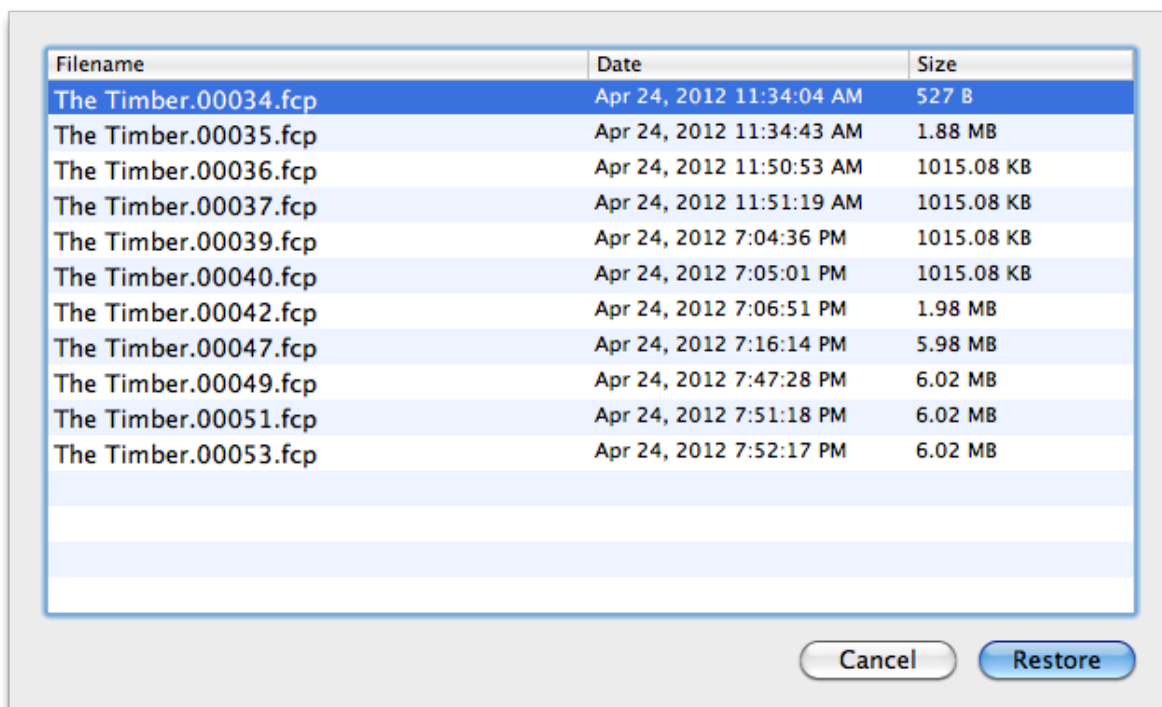 Filename Date Size
The Timber.00034.fcp Apr 24, 2012 11:34:04 AM 527 B
The Timber.00035.fcp Apr 24, 2012 11:34:43 AM 1.88 MB
The Timber.00036.fcp Apr 24, 2012 11:50:53 AM 1015.08 KB
The Timber.00037.fcp Apr 24, 2012 11:51:19 AM 1015.08 KB
The Timber.00039.fcp Apr 24, 2012 7:04:36 PM 1015.08 KB
The Timber.00040.fcp Apr 24, 2012 7:05:01 PM 1015.08 KB
The Timber.00042.fcp Apr 24, 2012 7:06:51 PM 1.98 MB
The Timber.00047.fcp Apr 24, 2012 7:16:14 PM 5.98 MB
The Timber.00049.fcp Apr 24, 2012 7:47:28 PM 6.02 MB
The Timber.00051.fcp Apr 24, 2012 7:51:18 PM 6.02 MB
The Timber.00053.fcp Apr 24, 2012 7:52:17 PM 6.02 MB
Cancel Restore